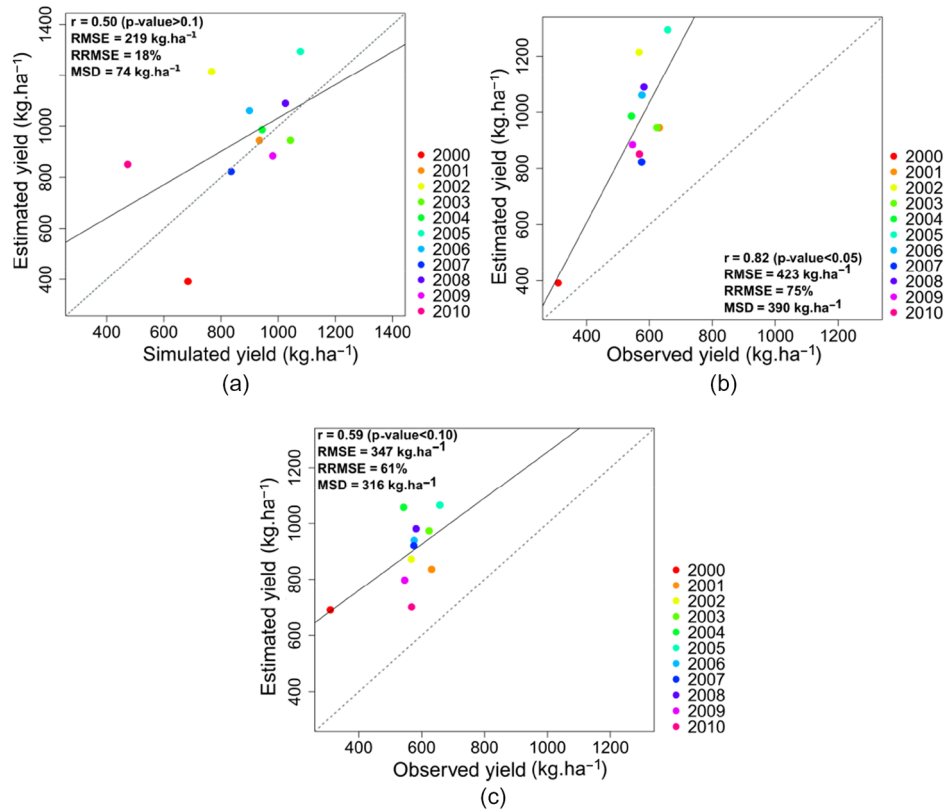 r = 0.50 (p-value>0.1)
RMSE = 219 kg.ha⁻¹
RRMSE = 18%
MSD = 74 kg.ha⁻¹
Estimated yield (kg.ha⁻¹)
1400
1200
1000
800
600
400
400 600 800 1000 1200 1400
Simulated yield (kg.ha⁻¹)
2000
2001
2002
2003
2004
2005
2006
2007
2008
2009
2010
(a)
Estimated yield (kg.ha⁻¹)
1200
1000
800
600
400
r = 0.82 (p-value<0.05)
RMSE = 423 kg.ha⁻¹
RRMSE = 75%
MSD = 390 kg.ha⁻¹
400 600 800 1000 1200
Observed yield (kg.ha⁻¹)
2000
2001
2002
2003
2004
2005
2006
2007
2008
2009
2010
(b)
r = 0.59 (p-value<0.10)
RMSE = 347 kg.ha⁻¹
RRMSE = 61%
MSD = 316 kg.ha⁻¹
Estimated yield (kg.ha⁻¹)
1200
1000
800
600
400
400 600 800 1000 1200
Observed yield (kg.ha⁻¹)
2000
2001
2002
2003
2004
2005
2006
2007
2008
2009
2010
(c)